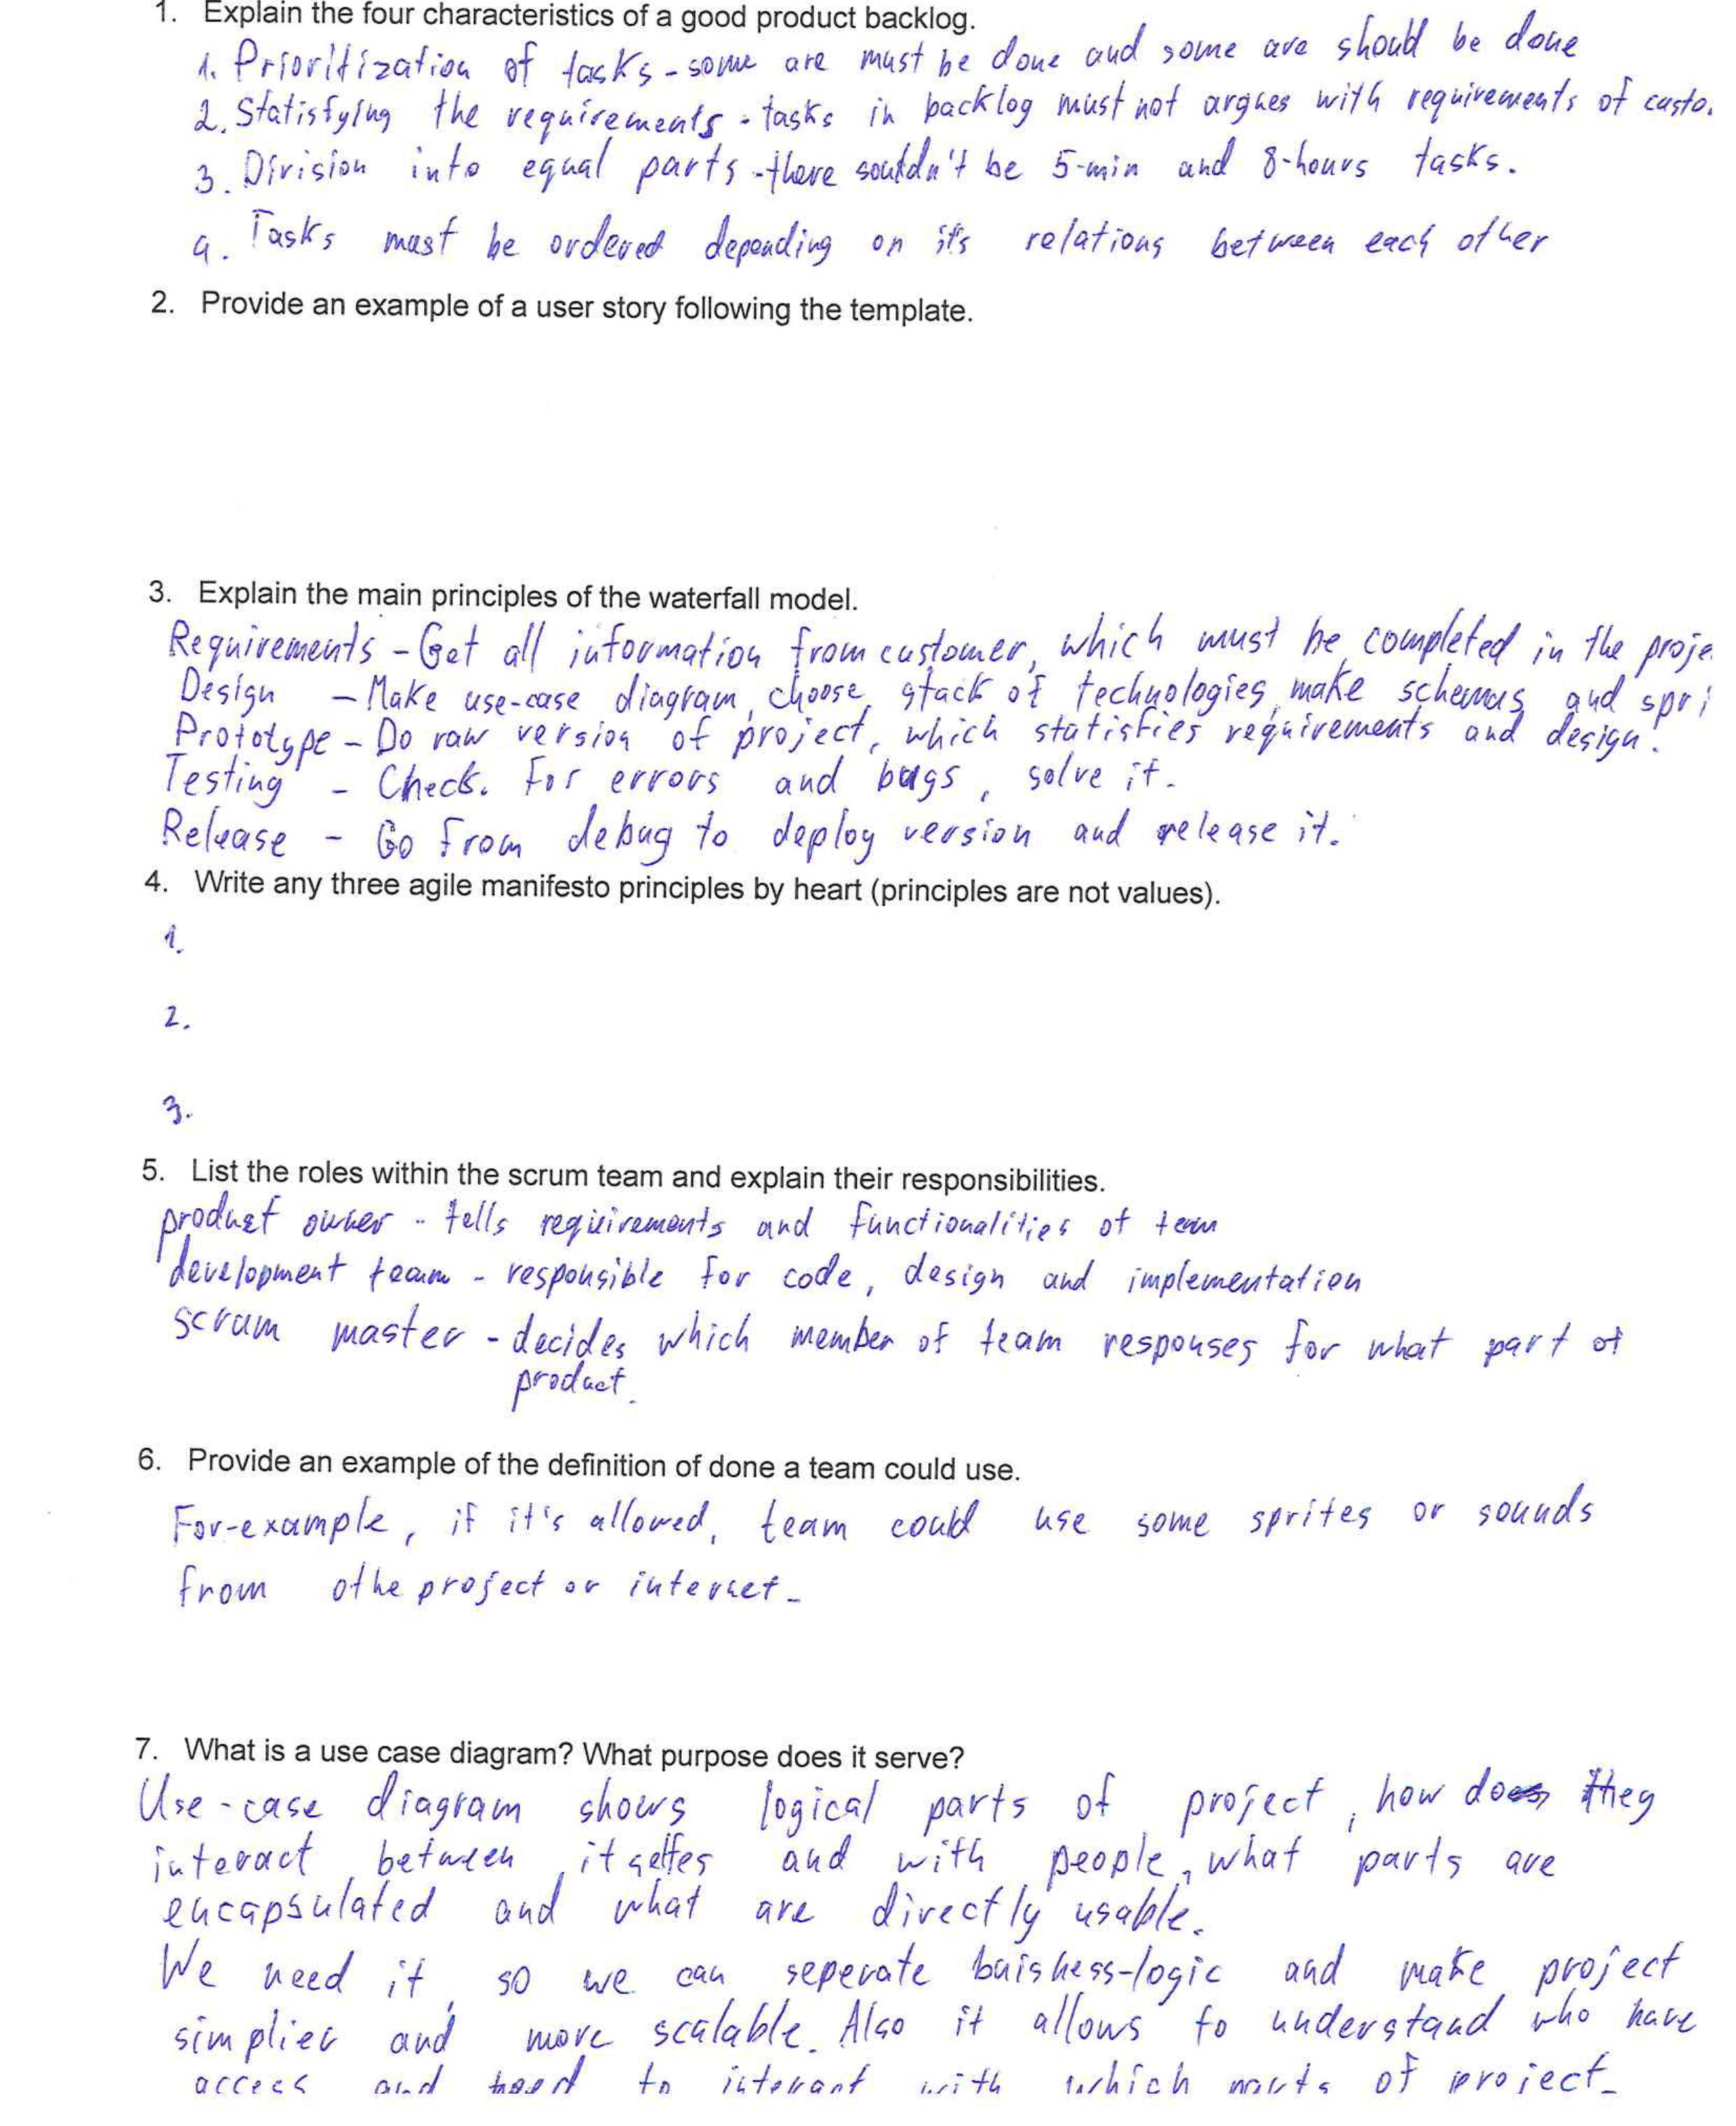 1. Explain the four characteristics of a good product backlog.
1. Prioritization of tasks - some are must be done and some are should be done
2. Statisfying the requirements - tasks in backlog must not argues with requirements of custo.
3. Division into equal parts - there souldn't be 5-min and 8-hours tasks.
4. Tasks must be ordered depending on it's relations between each other
2. Provide an example of a user story following the template.
3. Explain the main principles of the waterfall model.
Requirements - Get all information from customer, which must be completed in the proje
Design - Make use-case diagram, choose stack of technologies, make schemas and spri
Prototype - Do raw version of project, which statisfies requirements and design.
Testing - Check. For errors and bugs, solve it.
Release - Go from debug to deploy version and release it.
4. Write any three agile manifesto principles by heart (principles are not values).
1.
2.
3.
5. List the roles within the scrum team and explain their responsibilities.
product owner - tells requirements and functionalities of team
development team - responsible for code, design and implementation
scrum master - decides which member of team responses for what part of
product.
6. Provide an example of the definition of done a team could use.
For-example, if it's allowed, team could use some sprites or sounds
from othe project or internet.
7. What is a use case diagram? What purpose does it serve?
Use-case diagram shows logical parts of project, how do they
interact between itselfes and with people, what parts are
encapsulated and what are directly usable.
We need it, so we can seperate buisness-logic and make project
simplier and more scalable. Also it allows to understand who have
access and need to interant with which parts of project.